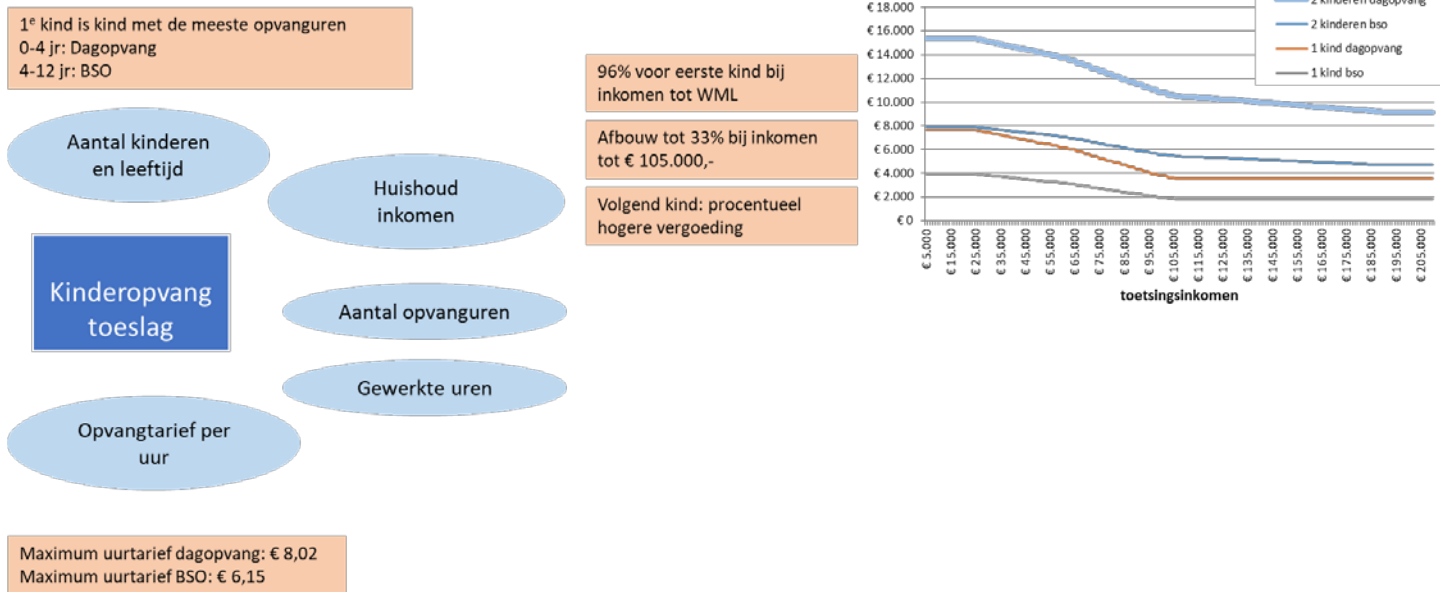 1e kind is kind met de meeste opvanguren
0-4 jr: Dagopvang
4-12 jr: BSO
Aantal kinderen
en leeftijd
Huishoud
inkomen
Kinderopvang
toeslag
Aantal opvanguren
Gewerkte uren
Opvangtarief per
uur
Maximum uurtarief dagopvang: € 8,02
Maximum uurtarief BSO: € 6,15
96% voor eerste kind bij
inkomen tot WML
Afbouw tot 33% bij inkomen
tot € 105.000,-
Volgend kind: procentueel
hogere vergoeding
2 kinderen dagopvang
2 kinderen bso
1 kind dagopvang
1 kind bso
€ 18.000
€ 16.000
€ 14.000
€ 12.000
€ 10.000
€ 8.000
€ 6.000
€ 4.000
€ 2.000
€ 0
€ 5.000
€ 15.000
€ 25.000
€ 35.000
€ 45.000
€ 55.000
€ 65.000
€ 75.000
€ 85.000
€ 95.000
€ 105.000
€ 115.000
€ 125.000
€ 135.000
€ 145.000
€ 155.000
€ 165.000
€ 175.000
€ 185.000
€ 195.000
€ 205.000
toetsingsinkomen